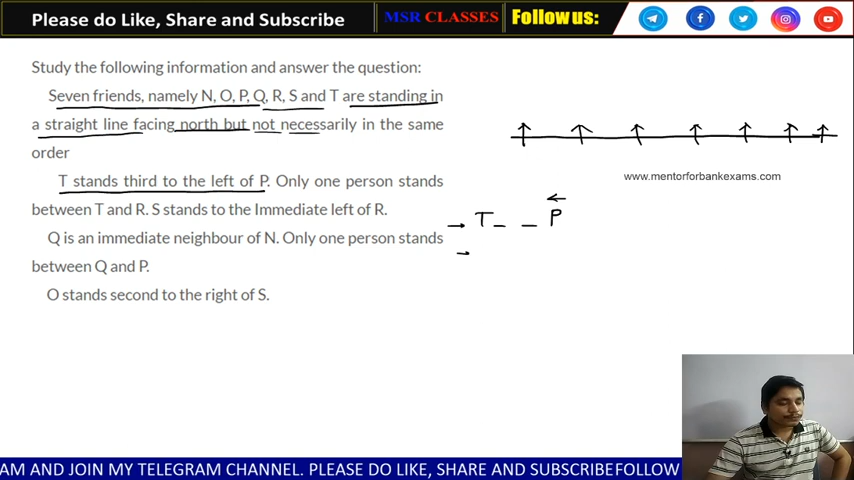 Please do Like, Share and Subscribe
MSR CLASSES
Follow us:
Study the following information and answer the question:
Seven friends, namely N, O, P, Q, R, S and T are standing in
a straight line facing north but not necessarily in the same
order
T stands third to the left of P. Only one person stands
between T and R. S stands to the Immediate left of R.
Q is an immediate neighbour of N. Only one person stands
between Q and P.
O stands second to the right of S.
www.mentorforbankexams.com
T _ _ P
AM AND JOIN MY TELEGRAM CHANNEL. PLEASE DO LIKE, SHARE AND SUBSCRIBEFOLLOW